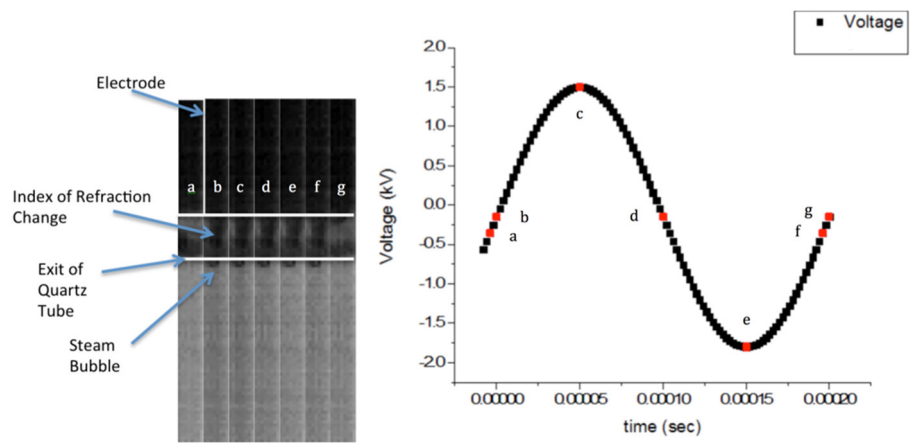 Electrode
a b c d e f g
Index of Refraction
Change
Exit of
Quartz
Tube
Steam
Bubble
Voltage
2.0
1.5
1.0
0.5
0.0
-0.5
-1.0
-1.5
-2.0
Voltage (kV)
c
b
a
d
g
f
e
0.00000 0.00005 0.00010 0.00015 0.00020
time (sec)